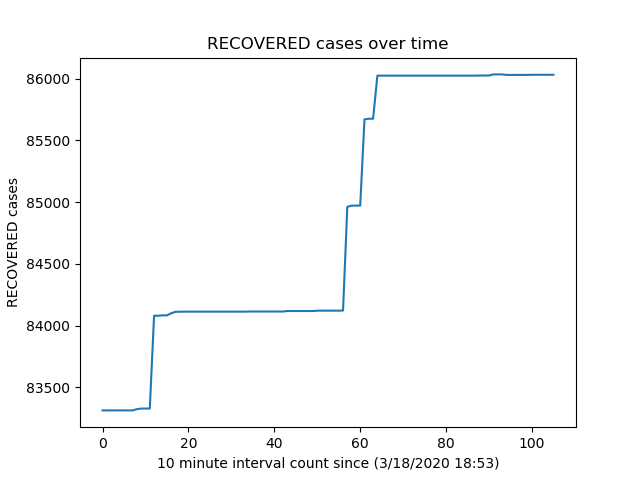 RECOVERED cases over time
86000
85500
85000
84500
84000
83500
RECOVERED cases
0 20 40 60 80 100
10 minute interval count since (3/18/2020 18:53)